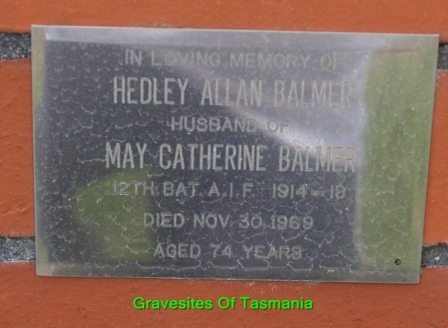 IN LOVING MEMORY OF
HEDLEY ALLAN BALMER
HUSBAND OF
MAY CATHERINE BALMER
12TH. BAT. A.I.F. 1914-18
DIED NOV. 30. 1969
AGED 74 YEARS
Gravesites Of Tasmania